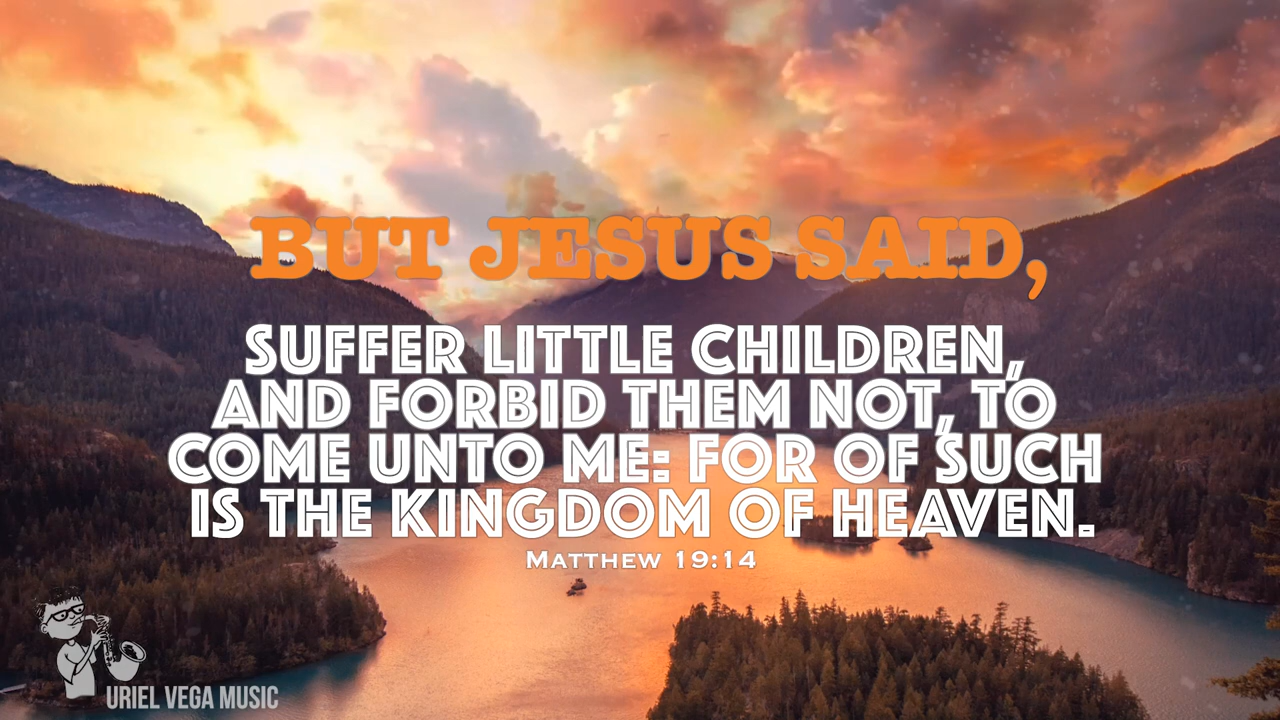 BUT JESUS SAID,
SUFFER LITTLE CHILDREN,
AND FORBID THEM NOT, TO
COME UNTO ME: FOR OF SUCH
IS THE KINGDOM OF HEAVEN.
MATTHEW 19:14
URIEL VEGA MUSIC